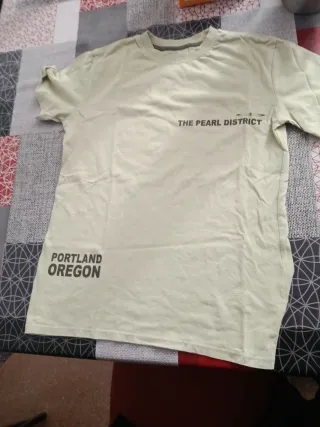 THE PEARL DISTRICT
PORTLAND
OREGON